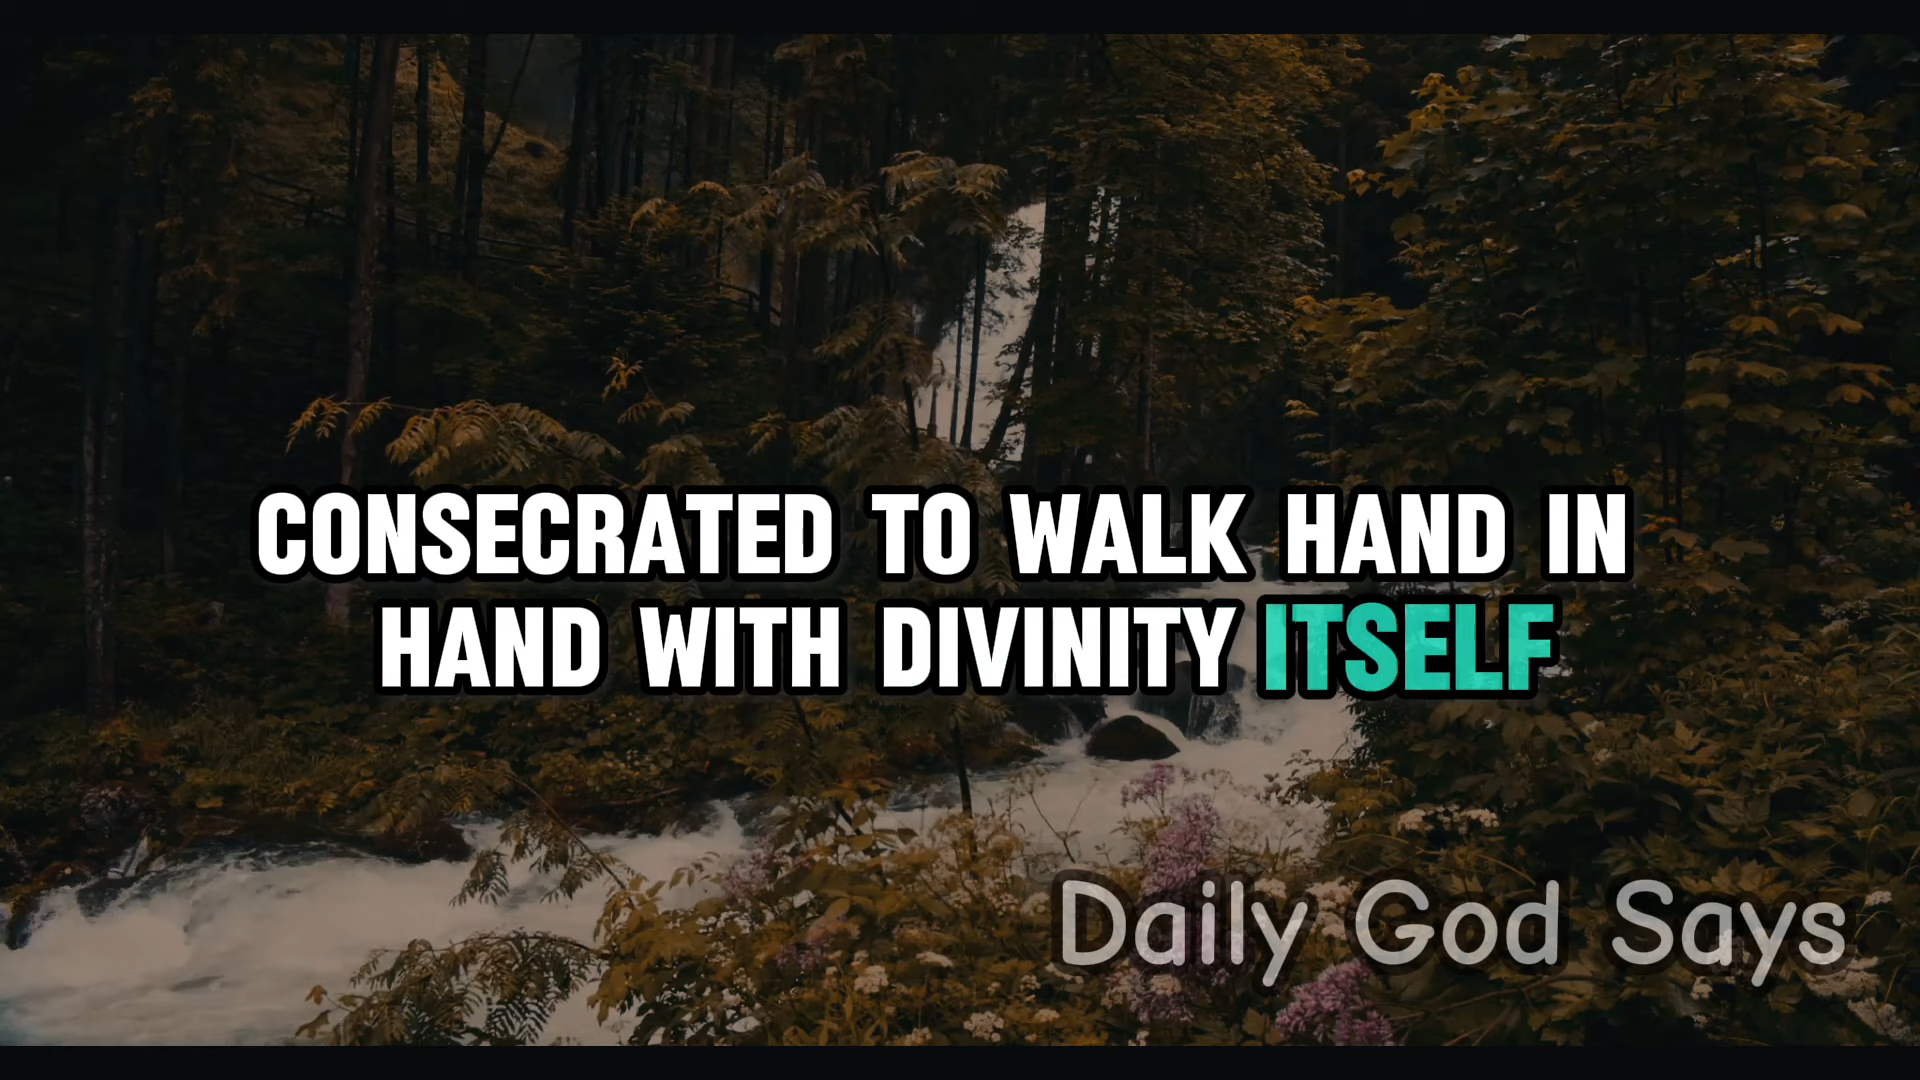 CONSECRATED TO WALK HAND IN
HAND WITH DIVINITY ITSELF
Daily God Says